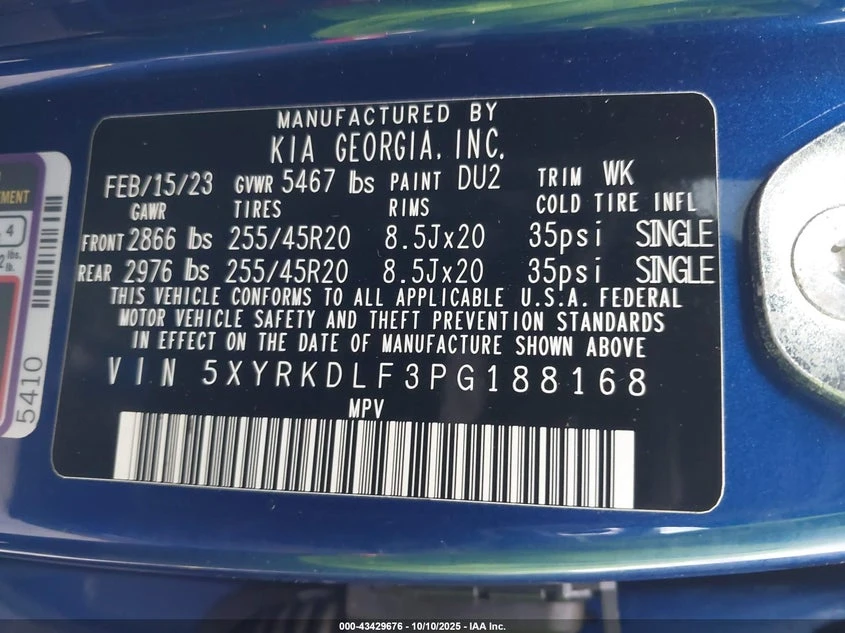 MANUFACTURED BY
KIA GEORGIA, INC.
FEB/15/23 GVWR 5467 lbs PAINT DU2 TRIM WK
GAWR TIRES RIMS COLD TIRE INFL
FRONT 2866 lbs 255/45R20 8.5Jx20 35psi SINGLE
REAR 2976 lbs 255/45R20 8.5Jx20 35psi SINGLE
THIS VEHICLE CONFORMS TO ALL APPLICABLE U.S.A. FEDERAL
MOTOR VEHICLE SAFETY AND THEFT PREVENTION STANDARDS
IN EFFECT ON THE DATE OF MANUFACTURE SHOWN ABOVE
VIN 5XYRKDLF3PG188168
MPV
4
lbs.
lb.
5410
000-43429676 - 10/10/2025 - IAA Inc.